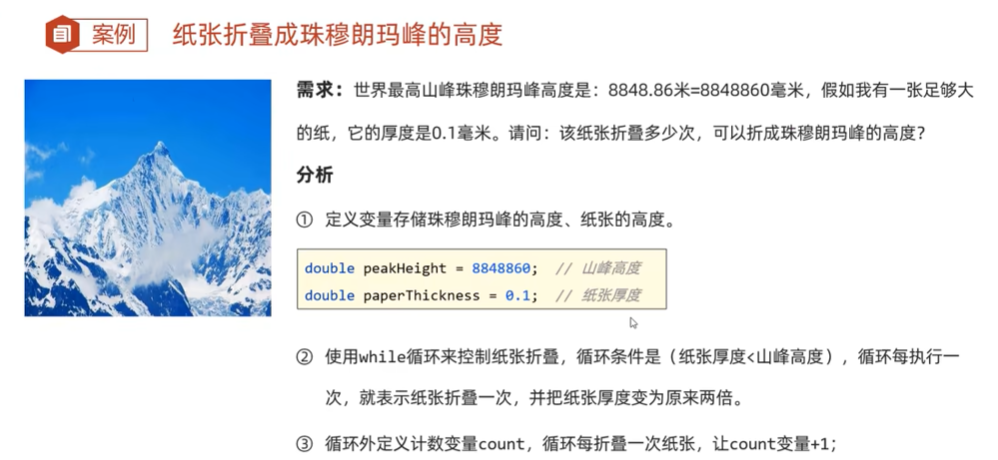 案例 纸张折叠成珠穆朗玛峰的高度
需求：世界最高山峰珠穆朗玛峰高度是：8848.86米=8848860毫米，假如我有一张足够大
的纸，它的厚度是0.1毫米。请问：该纸张折叠多少次，可以折成珠穆朗玛峰的高度？
分析
① 定义变量存储珠穆朗玛峰的高度、纸张的高度。
double peakHeight = 8848860; // 山峰高度
double paperThickness = 0.1; // 纸张厚度
② 使用while循环来控制纸张折叠，循环条件是（纸张厚度<山峰高度），循环每执行一
次，就表示纸张折叠一次，并把纸张厚度变为原来两倍。
③ 循环外定义计数变量count，循环每折叠一次纸张，让count变量+1；